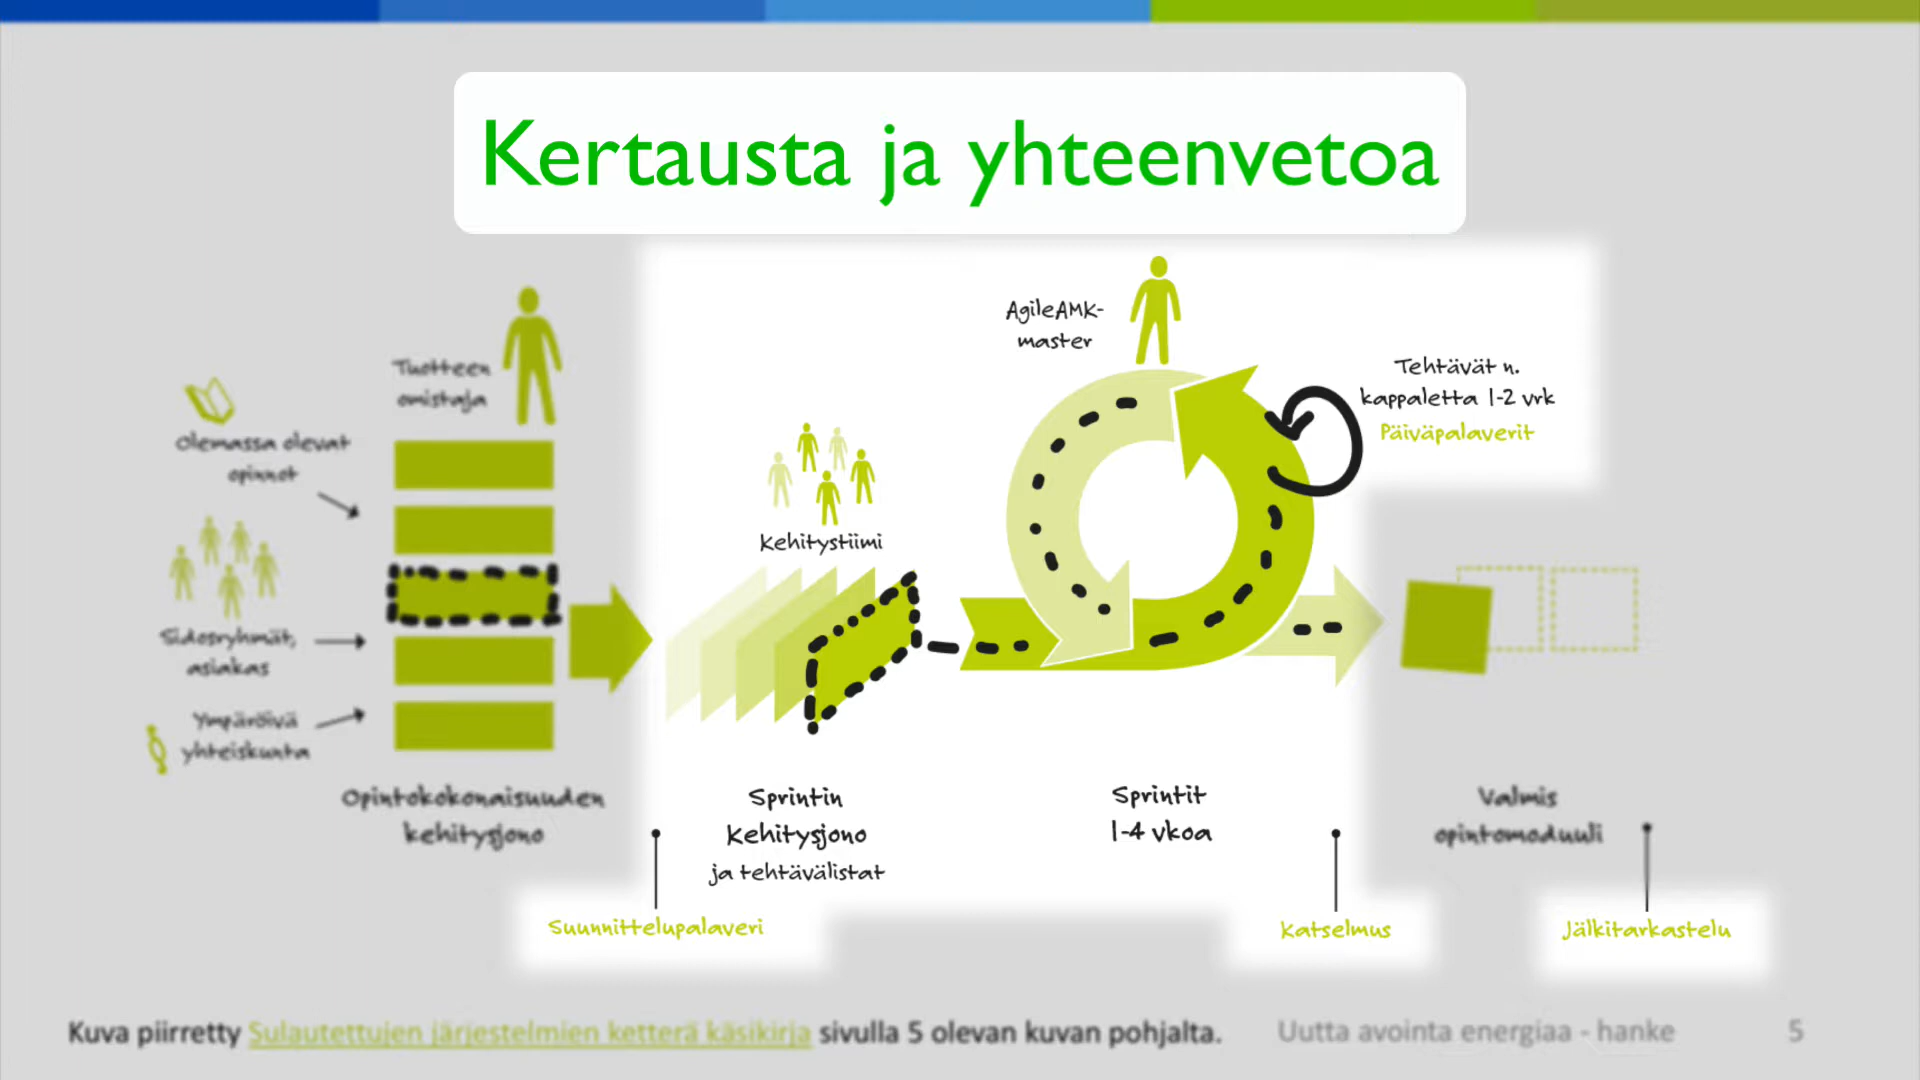 Kertausta ja yhteenvetoa
AgileAMK-
master
Tehtävät n.
kappaletta 1-2 vrk
Päiväpalaverit
Tuotteen
omistaja
Olemassa olevat
opinnot
Kehitystiimi
Sidosryhmät,
asiakas
Ympäröivä
yhteiskunta
Opintokokonaisuuden
kehitysjono
Sprintin
Kehitysjono
ja tehtävälistat
Sprintit
1-4 vkoa
Valmis
opintomoduuli
Suunnittelupalaveri
Katselmus
Jälkitarkastelu
Kuva piirretty Sulautettujen järjestelmien ketterä käsikirja sivulla 5 olevan kuvan pohjalta.
Uutta avointa energiaa - hanke
5